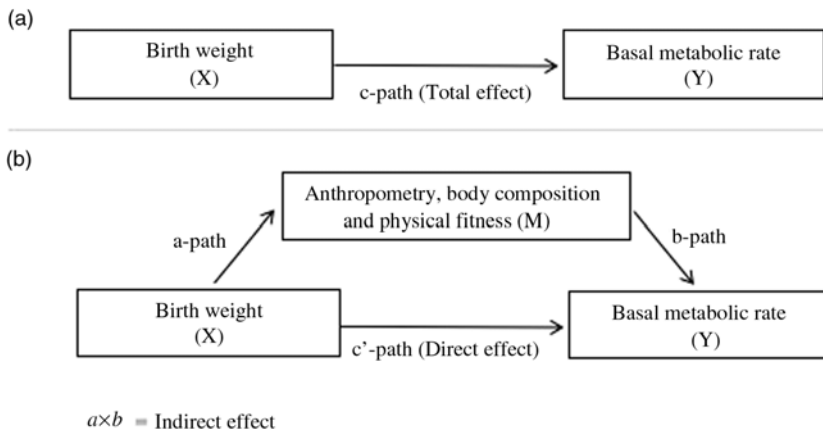 (a)
Birth weight
(X)
c-path (Total effect)
Basal metabolic rate
(Y)
(b)
Anthropometry, body composition
and physical fitness (M)
a-path
b-path
Birth weight
(X)
c'-path (Direct effect)
Basal metabolic rate
(Y)
a×b = Indirect effect